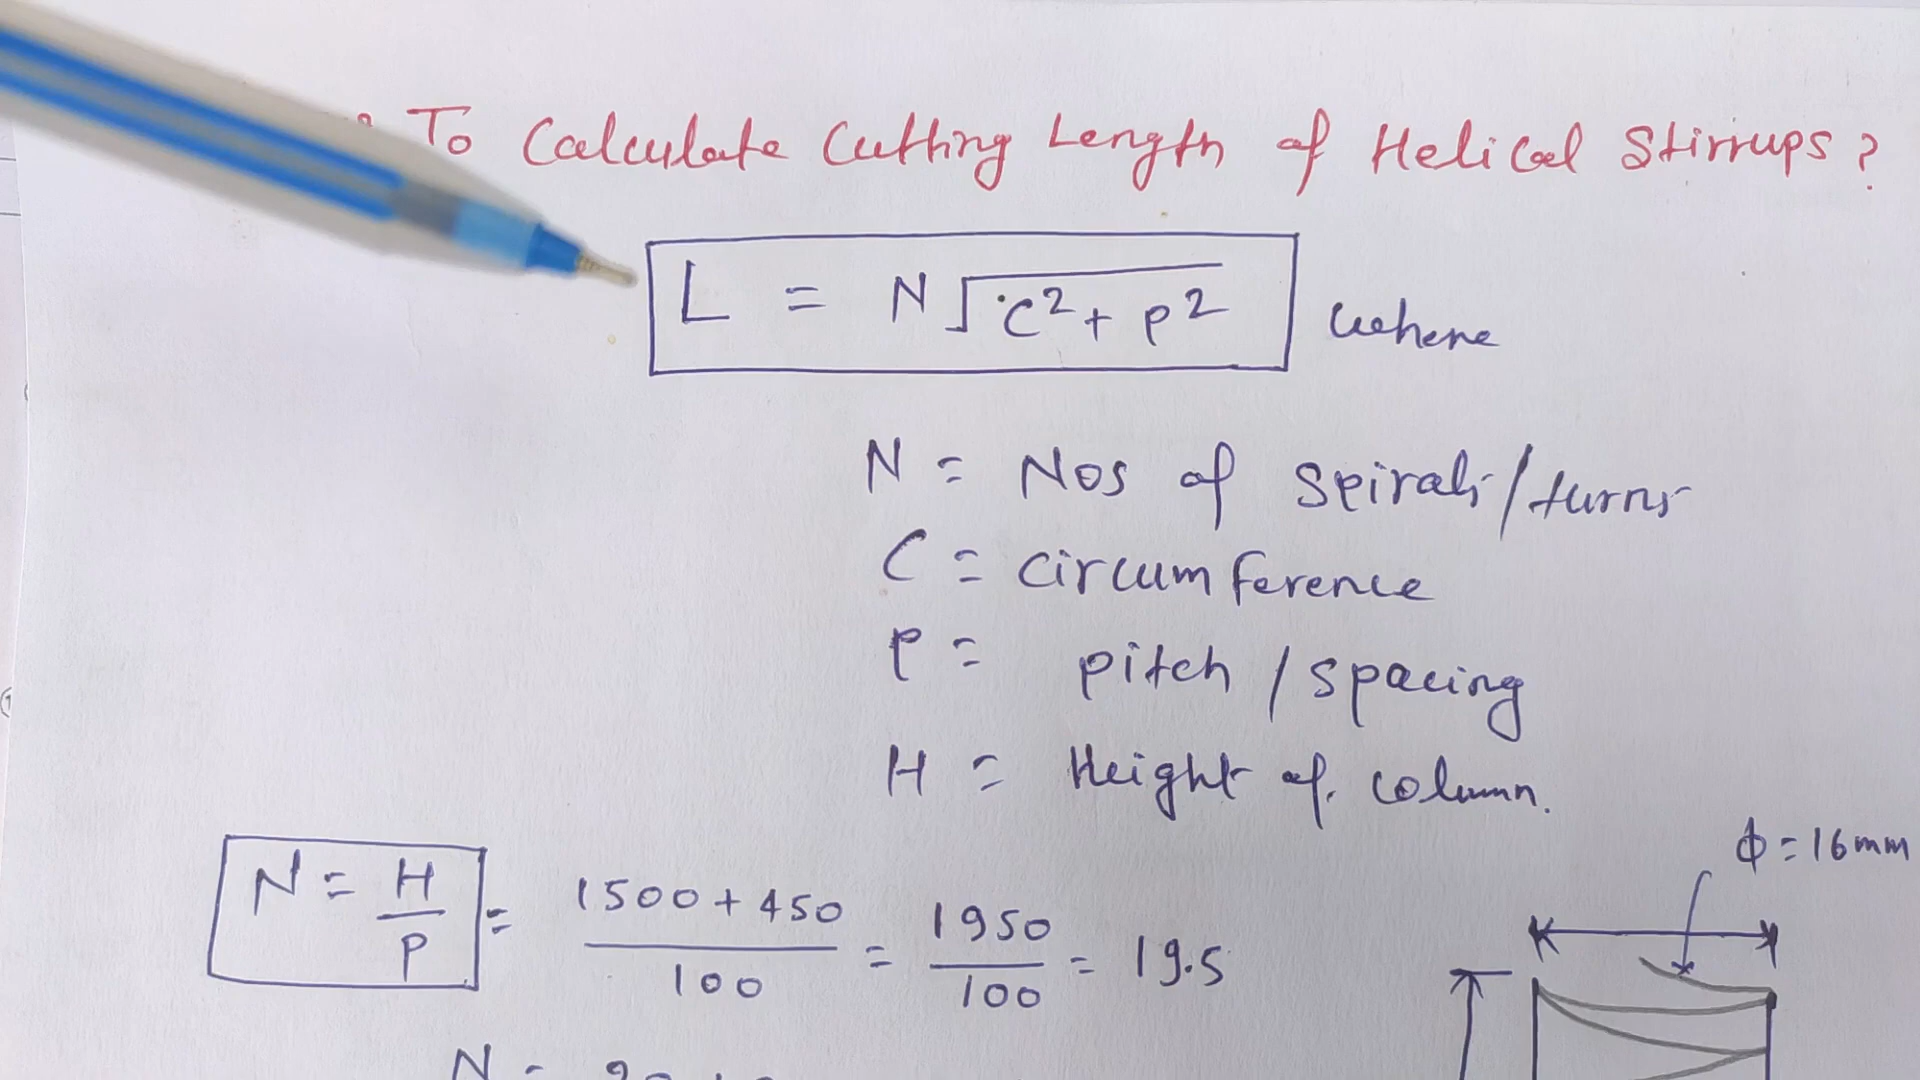 To Calculate Cutting Length of Helical Stirrups?
L = N√C²+P² where
N = Nos of Spirals/turns
C = Circumference
P = pitch / spacing
H = Height of column.
ϕ = 16mm
N = H/P = 1500+450/100 = 1950/100 = 19.5
N =